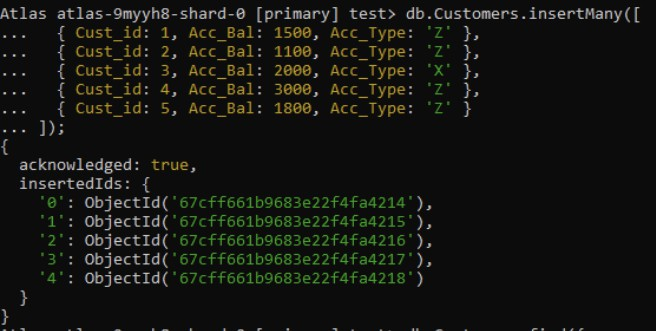 Atlas atlas-9myyh8-shard-0 [primary] test> db.Customers.insertMany([
...   { Cust_id: 1, Acc_Bal: 1500, Acc_Type: 'Z' },
...   { Cust_id: 2, Acc_Bal: 1100, Acc_Type: 'Z' },
...   { Cust_id: 3, Acc_Bal: 2000, Acc_Type: 'X' },
...   { Cust_id: 4, Acc_Bal: 3000, Acc_Type: 'Z' },
...   { Cust_id: 5, Acc_Bal: 1800, Acc_Type: 'Z' }
... ]);
{
  acknowledged: true,
  insertedIds: {
    '0': ObjectId('67cff661b9683e22f4fa4214'),
    '1': ObjectId('67cff661b9683e22f4fa4215'),
    '2': ObjectId('67cff661b9683e22f4fa4216'),
    '3': ObjectId('67cff661b9683e22f4fa4217'),
    '4': ObjectId('67cff661b9683e22f4fa4218')
  }
}